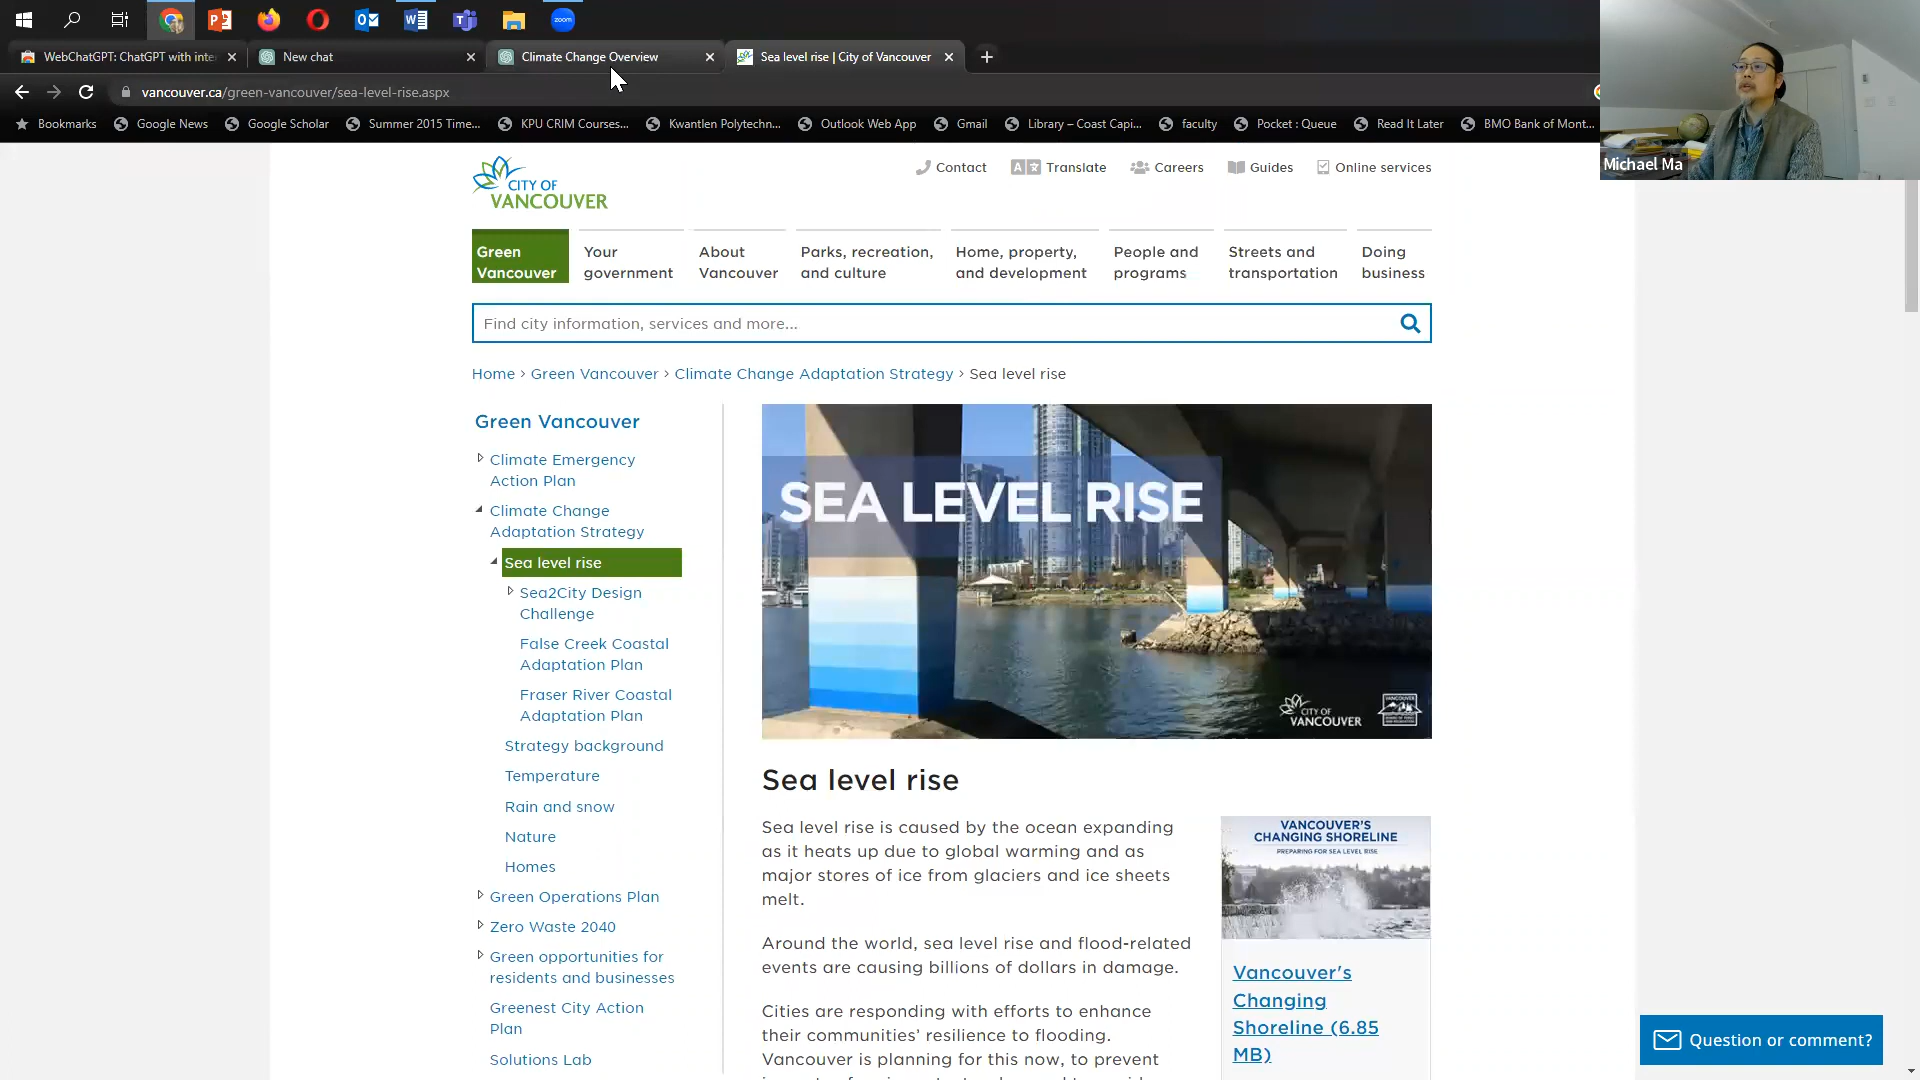 WebChatGPT: ChatGPT with inte
New chat
Climate Change Overview
Sea level rise | City of Vancouver
vancouver.ca/green-vancouver/sea-level-rise.aspx
Bookmarks
Google News
Google Scholar
Summer 2015 Time...
KPU CRIM Courses...
Kwantlen Polytechn...
Outlook Web App
Gmail
Library – Coast Capi...
faculty
Pocket : Queue
Read It Later
BMO Bank of Mont...
zoom
Michael Ma
CITY OF
VANCOUVER
Contact
Translate
Careers
Guides
Online services
Green
Vancouver
Your
government
About
Vancouver
Parks, recreation,
and culture
Home, property,
and development
People and
programs
Streets and
transportation
Doing
business
Find city information, services and more...
Home › Green Vancouver › Climate Change Adaptation Strategy › Sea level rise
Green Vancouver
Climate Emergency
Action Plan
Climate Change
Adaptation Strategy
Sea level rise
Sea2City Design
Challenge
False Creek Coastal
Adaptation Plan
Fraser River Coastal
Adaptation Plan
Strategy background
Temperature
Rain and snow
Nature
Homes
Green Operations Plan
Zero Waste 2040
Green opportunities for
residents and businesses
Greenest City Action
Plan
Solutions Lab
SEA LEVEL RISE
CITY OF
VANCOUVER
Sea level rise
Sea level rise is caused by the ocean expanding
as it heats up due to global warming and as
major stores of ice from glaciers and ice sheets
melt.
Around the world, sea level rise and flood-related
events are causing billions of dollars in damage.
Cities are responding with efforts to enhance
their communities' resilience to flooding.
Vancouver is planning for this now, to prevent
VANCOUVER'S
CHANGING SHORELINE
PREPARING FOR SEA LEVEL RISE
Vancouver's
Changing
Shoreline (6.85
MB)
Question or comment?